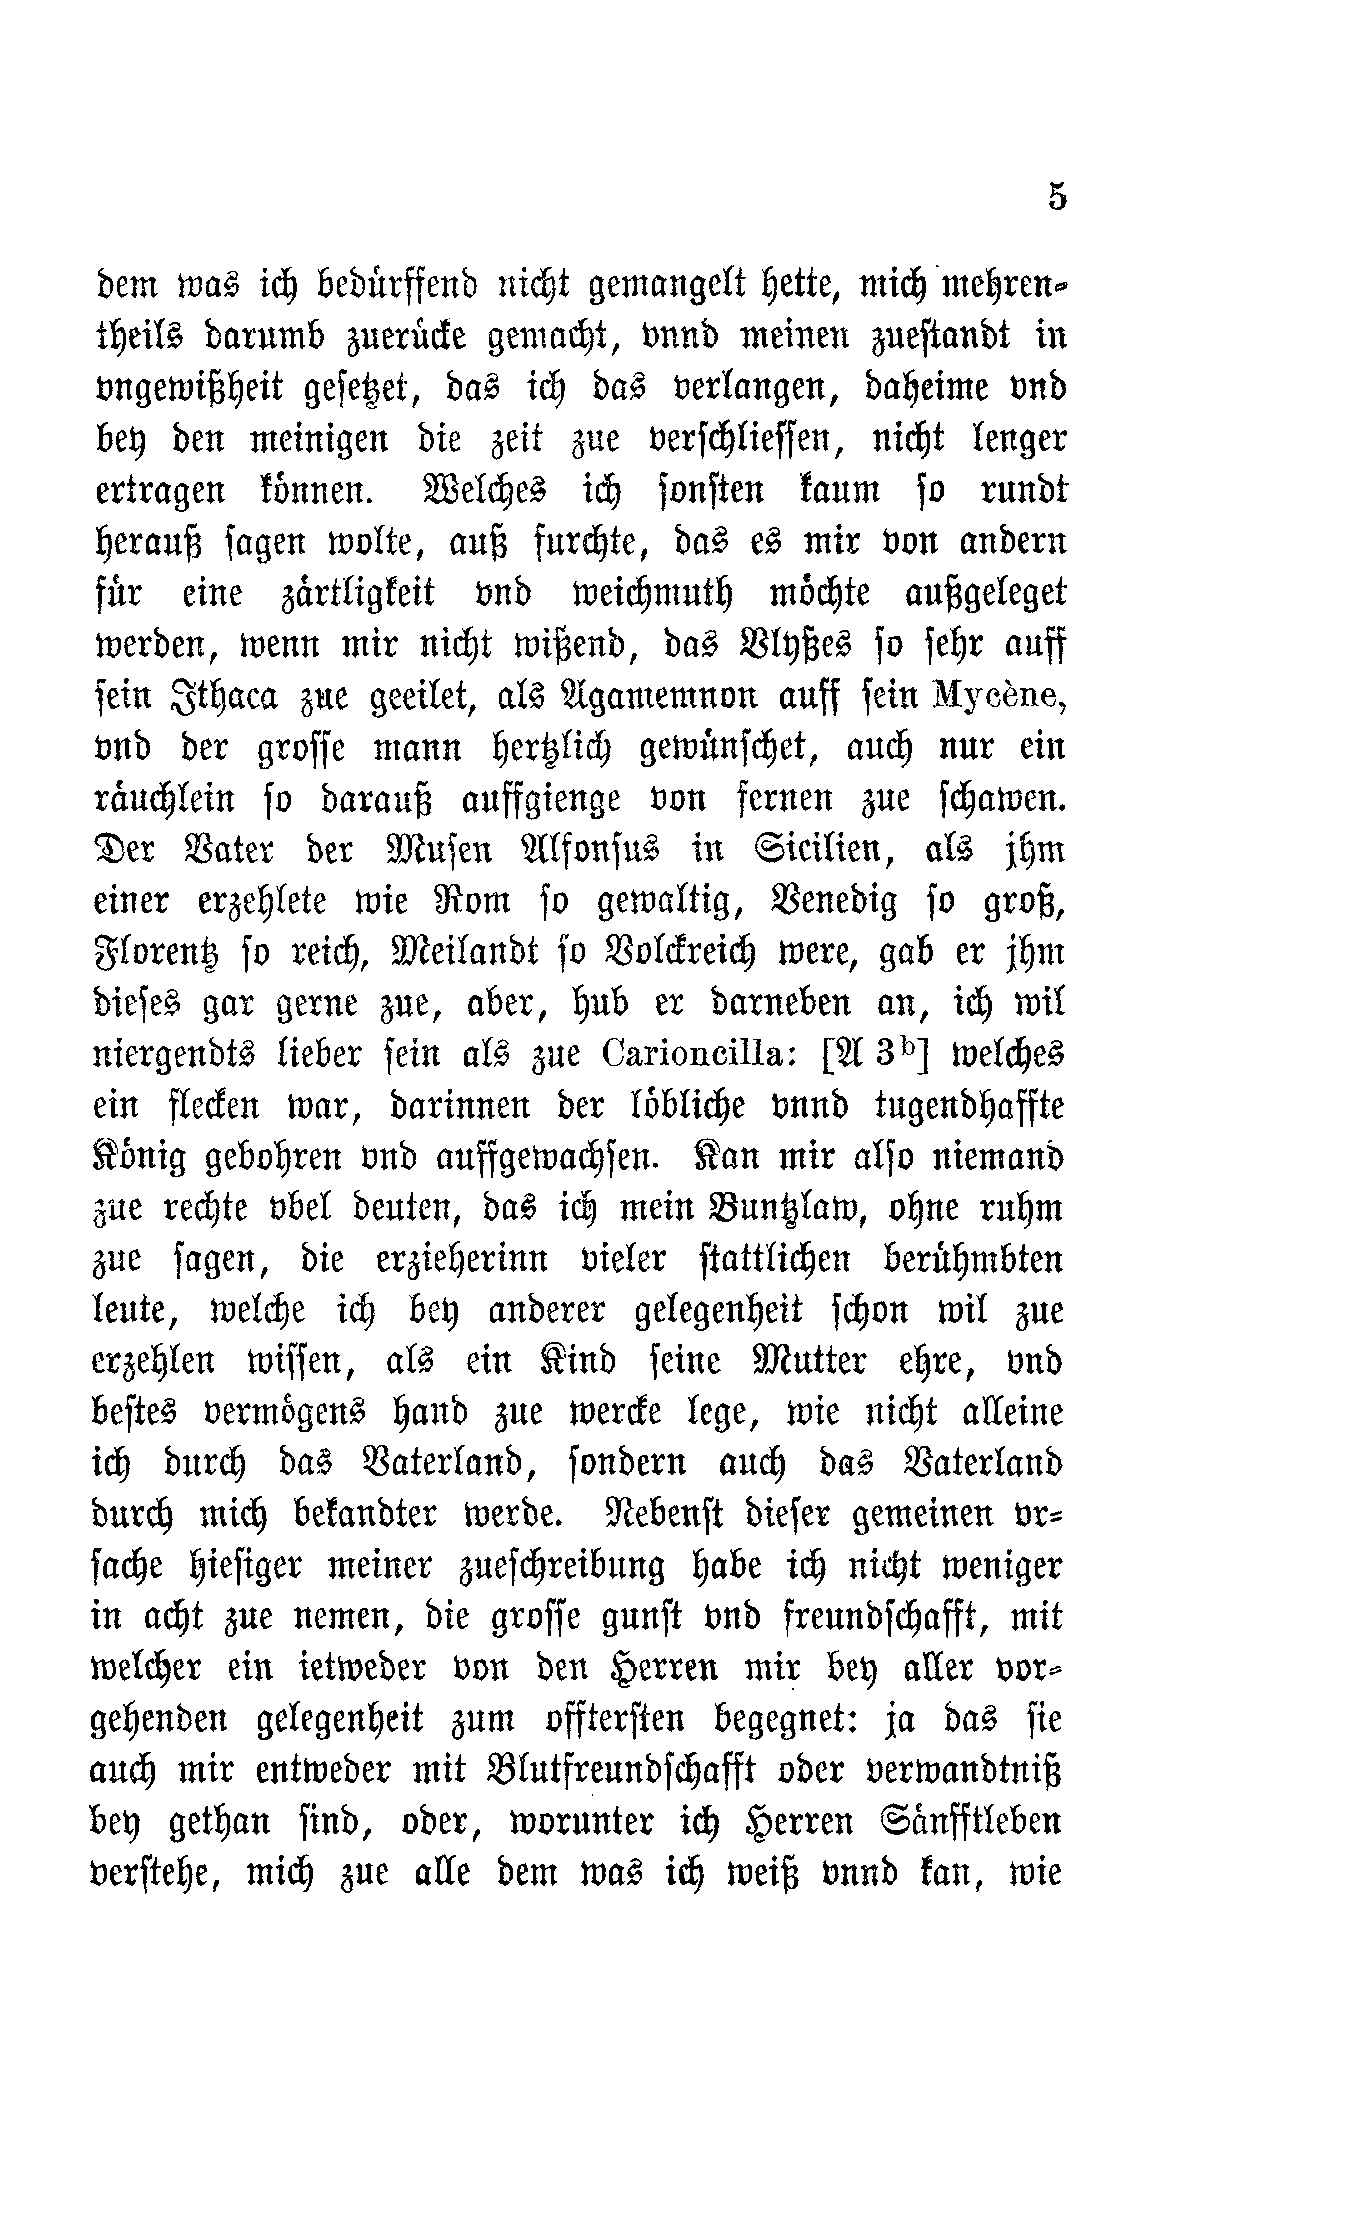 5
dem was ich bedürffend nicht gemangelt hette, mich mehren-
theils darumb zuerücke gemacht, vnnd meinen zuestandt in
vngewißheit gesetzet, das ich das verlangen, daheime vnd
bey den meinigen die zeit zue verschliessen, nicht lenger
ertragen können. Welches ich sonsten kaum so rundt
herauß sagen wolte, auß furchte, das es mir von andern
für eine zärtligkeit vnd weichmuth möchte außgeleget
werden, wenn mir nicht wißend, das Vlyßes so sehr auff
sein Ithaca zue geeilet, als Agamemnon auff sein Mycène,
vnd der grosse mann hertzlich gewünschet, auch nur ein
räuchlein so darauß auffgienge von fernen zue schawen.
Der Vater der Musen Alfonsus in Sicilien, als jhm
einer erzehlete wie Rom so gewaltig, Venedig so groß,
Florentz so reich, Meilandt so Volckreich were, gab er jhm
dieses gar gerne zue, aber, hub er darneben an, ich wil
niergendts lieber sein als zue Carioncilla: [A 3b] welches
ein flecken war, darinnen der löbliche vnnd tugendhaffte
König gebohren vnd auffgewachsen. Kan mir also niemand
zue rechte vbel deuten, das ich mein Buntzlaw, ohne ruhm
zue sagen, die erzieherinn vieler stattlichen berühmbten
leute, welche ich bey anderer gelegenheit schon wil zue
erzehlen wissen, als ein Kind seine Mutter ehre, vnd
bestes vermögens hand zue wercke lege, wie nicht alleine
ich durch das Vaterland, sondern auch das Vaterland
durch mich bekandter werde. Nebenst dieser gemeinen vr-
sache hiesiger meiner zueschreibung habe ich nicht weniger
in acht zue nemen, die grosse gunst vnd freundschafft, mit
welcher ein ietweder von den Herren mir bey aller vor-
gehenden gelegenheit zum offtersten begegnet: ja das sie
auch mir entweder mit Blutfreundschafft oder verwandtniß
bey gethan sind, oder, worunter ich Herren Sänfftleben
verstehe, mich zue alle dem was ich weiß vnnd kan, wie